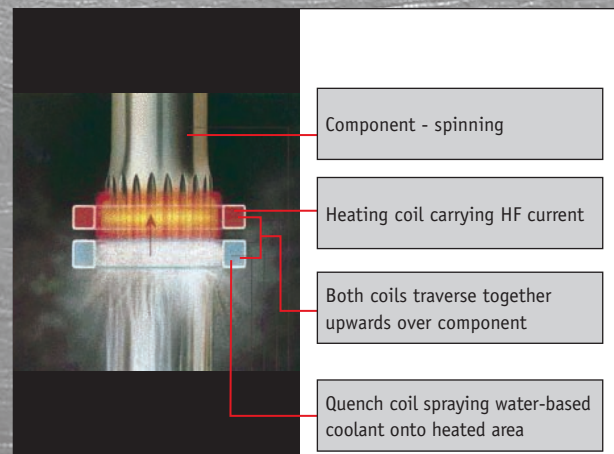 Component - spinning
Heating coil carrying HF current
Both coils traverse together
upwards over component
Quench coil spraying water-based
coolant onto heated area